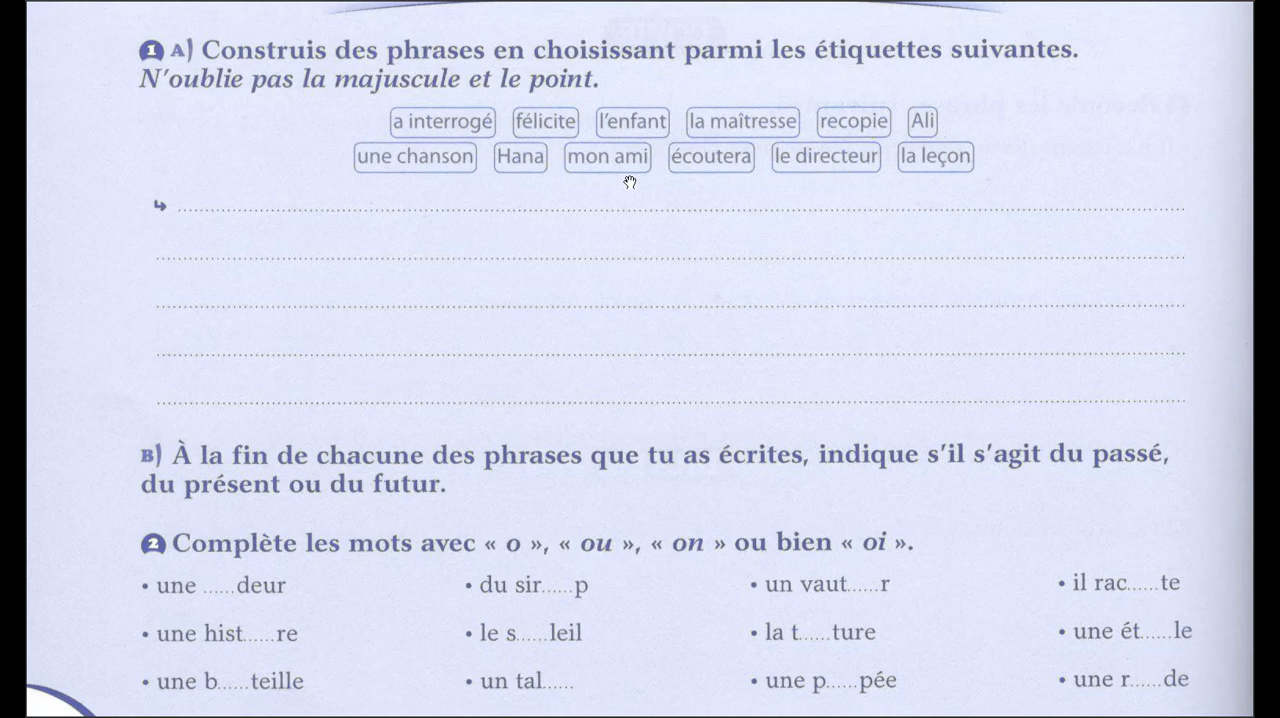 1 A) Construis des phrases en choisissant parmi les étiquettes suivantes.
N'oublie pas la majuscule et le point.
a interrogé félicite l'enfant la maîtresse recopie Ali
une chanson Hana mon ami écoutera le directeur la leçon
B) À la fin de chacune des phrases que tu as écrites, indique s'il s'agit du passé,
du présent ou du futur.
2 Complète les mots avec « o », « ou », « on » ou bien « oi ».
• une ......deur • du sir......p • un vaut......r • il rac......te
• une hist......re • le s......leil • la t......ture • une ét......le
• une b......teille • un tal...... • une p......pée • une r......de